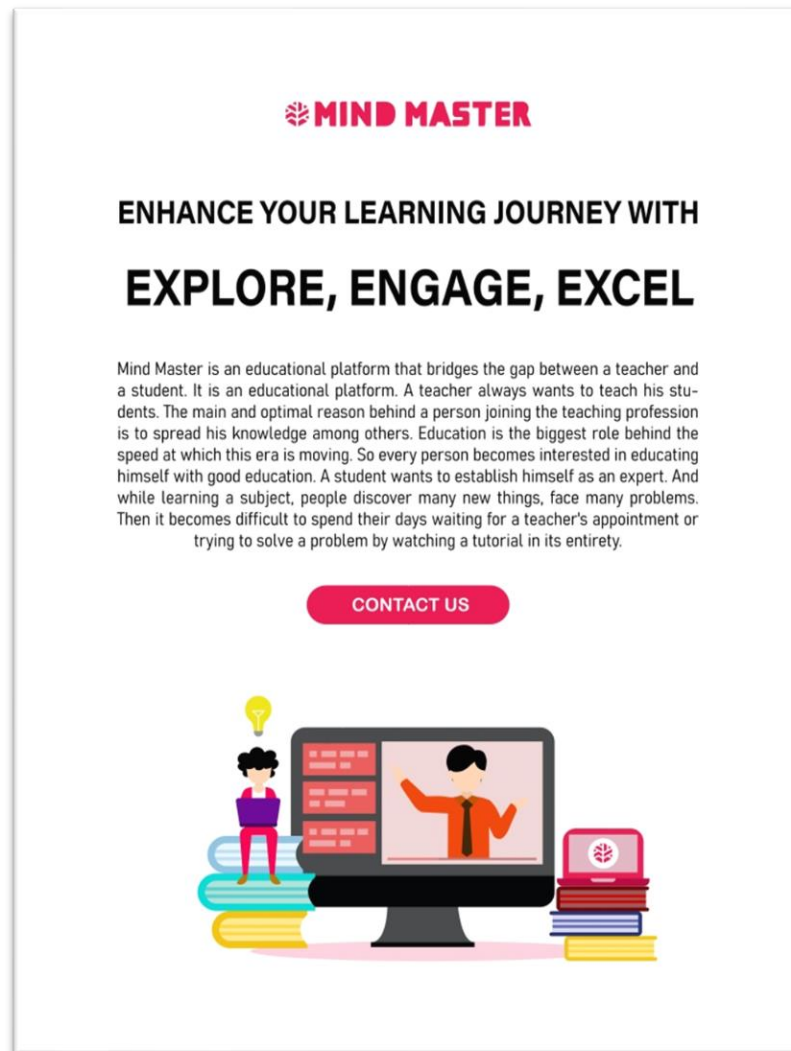 MIND MASTER
ENHANCE YOUR LEARNING JOURNEY WITH
EXPLORE, ENGAGE, EXCEL
Mind Master is an educational platform that bridges the gap between a teacher and
a student. It is an educational platform. A teacher always wants to teach his stu-
dents. The main and optimal reason behind a person joining the teaching profession
is to spread his knowledge among others. Education is the biggest role behind the
speed at which this era is moving. So every person becomes interested in educating
himself with good education. A student wants to establish himself as an expert. And
while learning a subject, people discover many new things, face many problems.
Then it becomes difficult to spend their days waiting for a teacher's appointment or
trying to solve a problem by watching a tutorial in its entirety.
CONTACT US